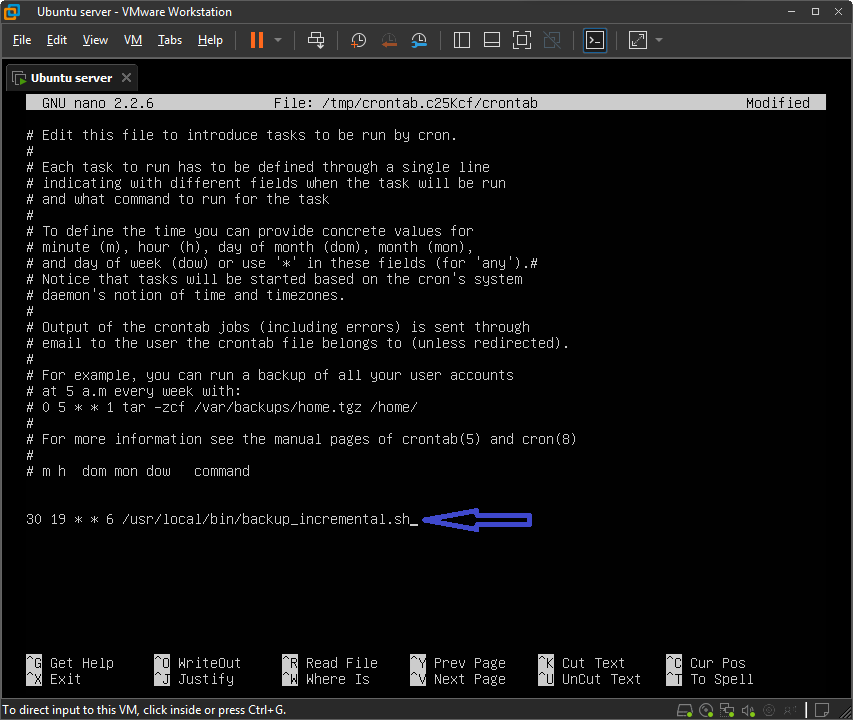 Ubuntu server - VMware Workstation
File Edit View VM Tabs Help
Ubuntu server
GNU nano 2.2.6 File: /tmp/crontab.c25Kcf/crontab Modified
# Edit this file to introduce tasks to be run by cron.
#
# Each task to run has to be defined through a single line
# indicating with different fields when the task will be run
# and what command to run for the task
#
# To define the time you can provide concrete values for
# minute (m), hour (h), day of month (dom), month (mon),
# and day of week (dow) or use '*' in these fields (for 'any').#
# Notice that tasks will be started based on the cron's system
# daemon's notion of time and timezones.
#
# Output of the crontab jobs (including errors) is sent through
# email to the user the crontab file belongs to (unless redirected).
#
# For example, you can run a backup of all your user accounts
# at 5 a.m every week with:
# 0 5 * * 1 tar -zcf /var/backups/home.tgz /home/
#
# For more information see the manual pages of crontab(5) and cron(8)
#
# m h  dom mon dow   command
30 19 * * 6 /usr/local/bin/backup_incremental.sh
^G Get Help ^O WriteOut ^R Read File ^Y Prev Page ^K Cut Text ^C Cur Pos
^X Exit ^J Justify ^W Where Is ^V Next Page ^U UnCut Text ^T To Spell
To direct input to this VM, click inside or press Ctrl+G.